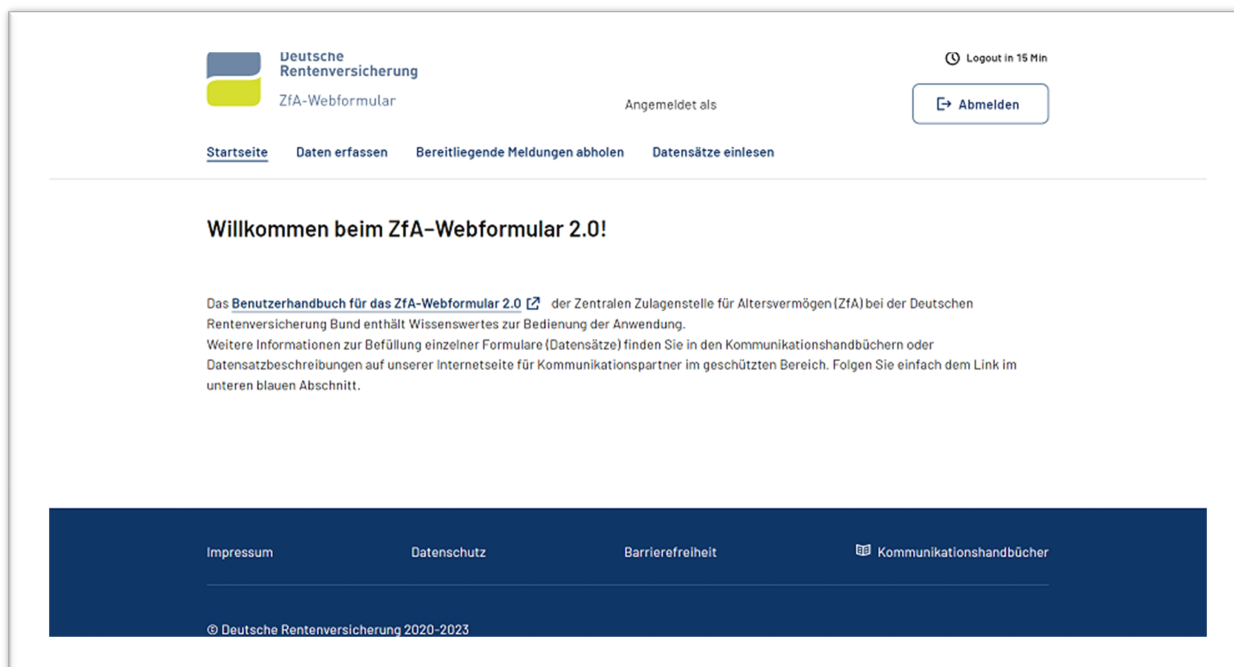 Deutsche
Rentenversicherung
ZfA-Webformular
Logout in 15 Min
Angemeldet als
Abmelden
Startseite Daten erfassen Bereitliegende Meldungen abholen Datensätze einlesen
Willkommen beim ZfA–Webformular 2.0!
Das Benutzerhandbuch für das ZfA-Webformular 2.0 der Zentralen Zulagenstelle für Altersvermögen (ZfA) bei der Deutschen
Rentenversicherung Bund enthält Wissenswertes zur Bedienung der Anwendung.
Weitere Informationen zur Befüllung einzelner Formulare (Datensätze) finden Sie in den Kommunikationshandbüchern oder
Datensatzbeschreibungen auf unserer Internetseite für Kommunikationspartner im geschützten Bereich. Folgen Sie einfach dem Link im
unteren blauen Abschnitt.
Impressum Datenschutz Barrierefreiheit Kommunikationshandbücher
© Deutsche Rentenversicherung 2020-2023